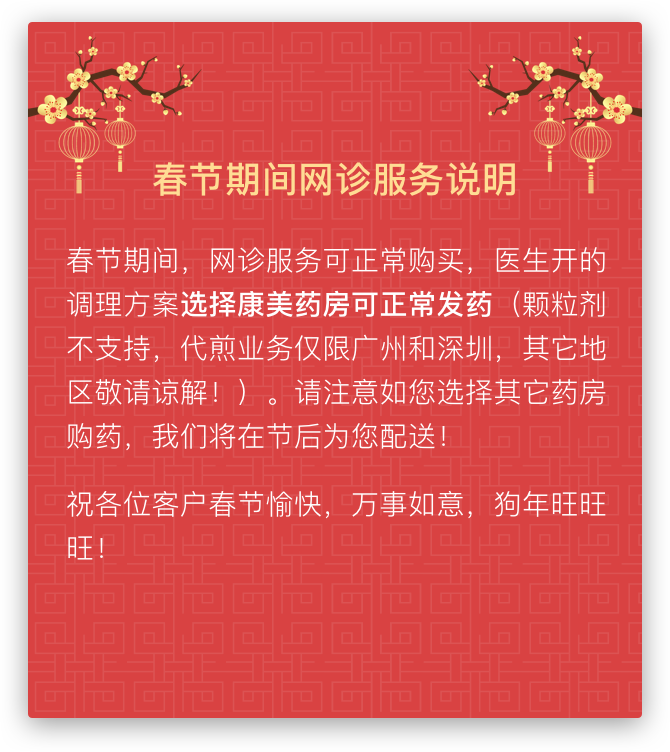 春节期间网诊服务说明
春节期间，网诊服务可正常购买，医生开的
调理方案选择康美药房可正常发药（颗粒剂
不支持，代煎业务仅限广州和深圳，其它地
区敬请谅解！）。请注意如您选择其它药房
购药，我们将在节后为您配送！
祝各位客户春节愉快，万事如意，狗年旺旺
旺！